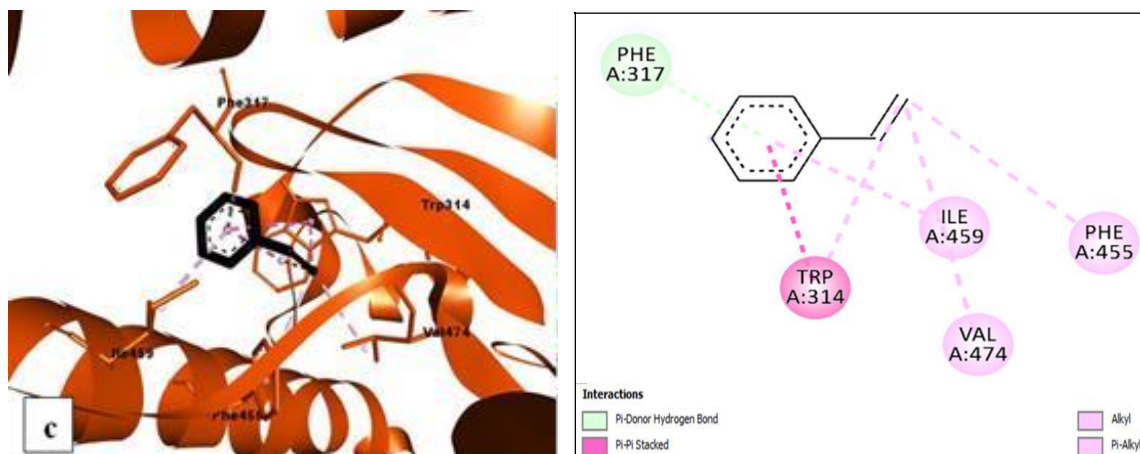 Phe317
Trp314
Val474
Ile459
Phe455
c
PHE
A:317
ILE
A:459
PHE
A:455
TRP
A:314
VAL
A:474
Interactions
Pi-Donor Hydrogen Bond
Pi-Pi Stacked
Alkyl
Pi-Alkyl